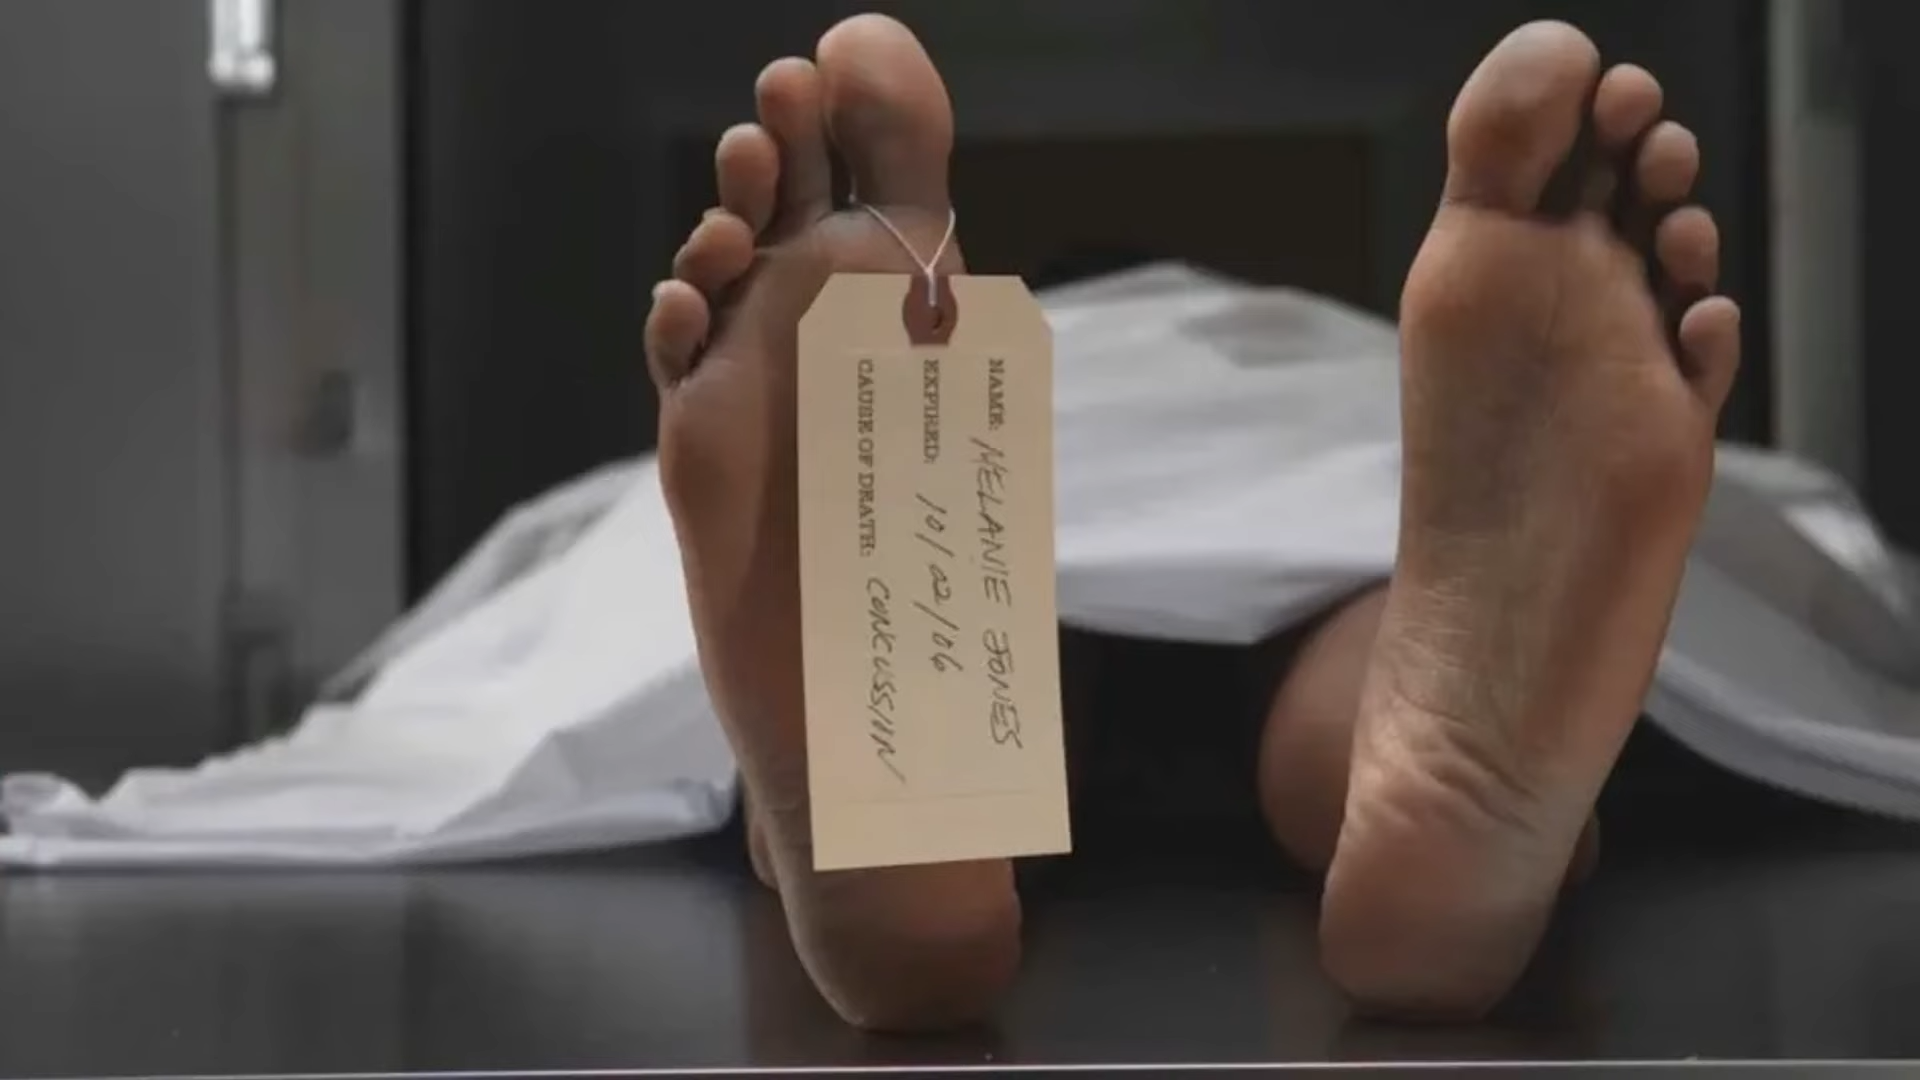 NAME: MELANIE JONES
EXPIRED: 10/02/06
CAUSE OF DEATH: CONCUSSION